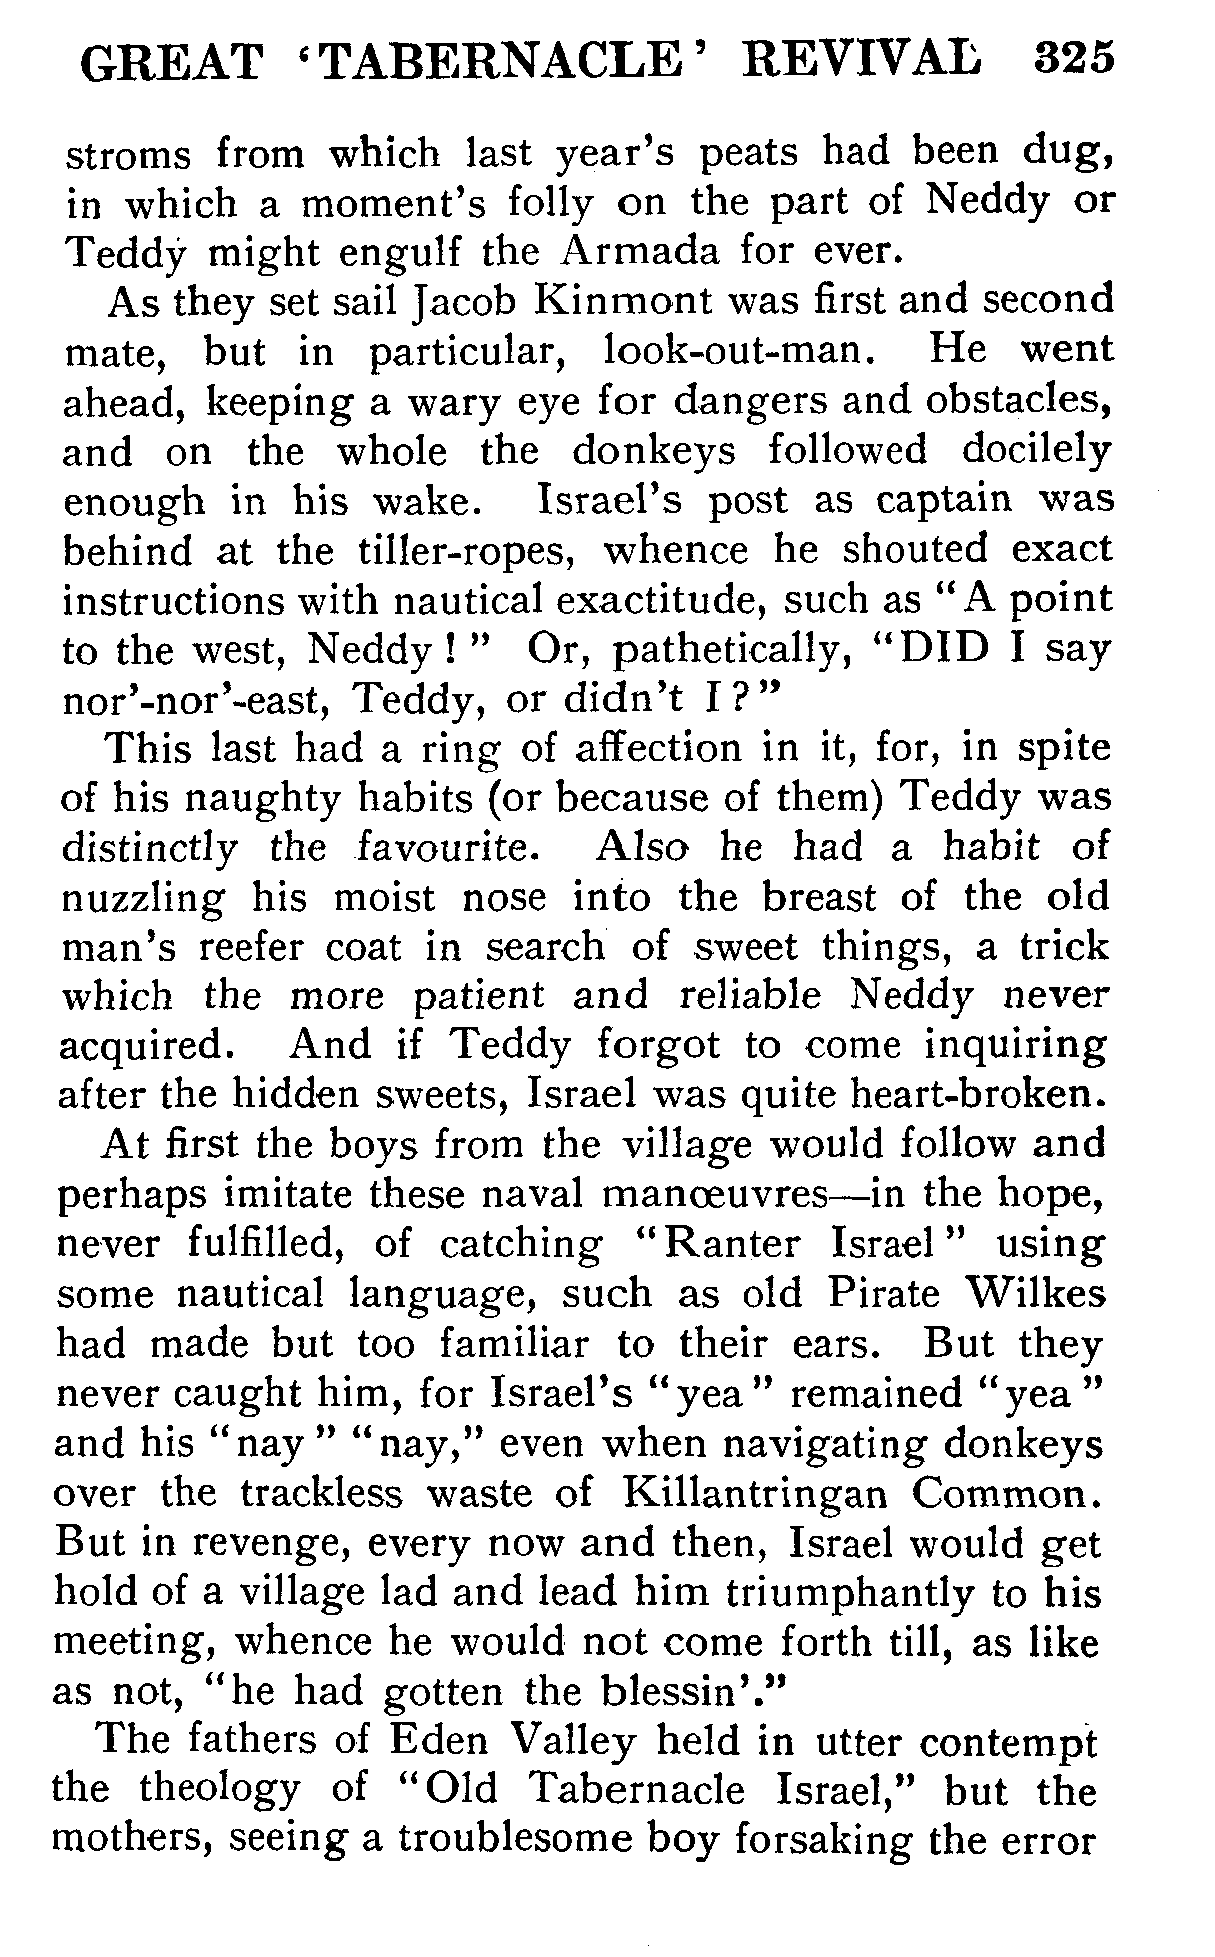 GREAT ‘TABERNACLE’ REVIVAL 325
stroms from which last year’s peats had been dug,
in which a moment’s folly on the part of Neddy or
Teddy might engulf the Armada for ever.
As they set sail Jacob Kinmont was first and second
mate, but in particular, look-out-man. He went
ahead, keeping a wary eye for dangers and obstacles,
and on the whole the donkeys followed docilely
enough in his wake. Israel’s post as captain was
behind at the tiller-ropes, whence he shouted exact
instructions with nautical exactitude, such as “A point
to the west, Neddy!” Or, pathetically, “DID I say
nor’-nor’-east, Teddy, or didn’t I?”
This last had a ring of affection in it, for, in spite
of his naughty habits (or because of them) Teddy was
distinctly the favourite. Also he had a habit of
nuzzling his moist nose into the breast of the old
man’s reefer coat in search of sweet things, a trick
which the more patient and reliable Neddy never
acquired. And if Teddy forgot to come inquiring
after the hidden sweets, Israel was quite heart-broken.
At first the boys from the village would follow and
perhaps imitate these naval manœuvres—in the hope,
never fulfilled, of catching “Ranter Israel” using
some nautical language, such as old Pirate Wilkes
had made but too familiar to their ears. But they
never caught him, for Israel’s “yea” remained “yea”
and his “nay” “nay,” even when navigating donkeys
over the trackless waste of Killantringan Common.
But in revenge, every now and then, Israel would get
hold of a village lad and lead him triumphantly to his
meeting, whence he would not come forth till, as like
as not, “he had gotten the blessin’.”
The fathers of Eden Valley held in utter contempt
the theology of “Old Tabernacle Israel,” but the
mothers, seeing a troublesome boy forsaking the error